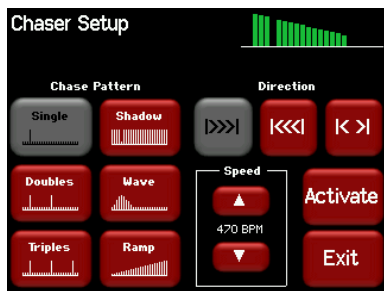 Chaser Setup
Chase Pattern
Direction
Single
Shadow
|>>>|
|<<<|
|< >|
Doubles
Wave
Speed
470 BPM
Activate
Triples
Ramp
Exit